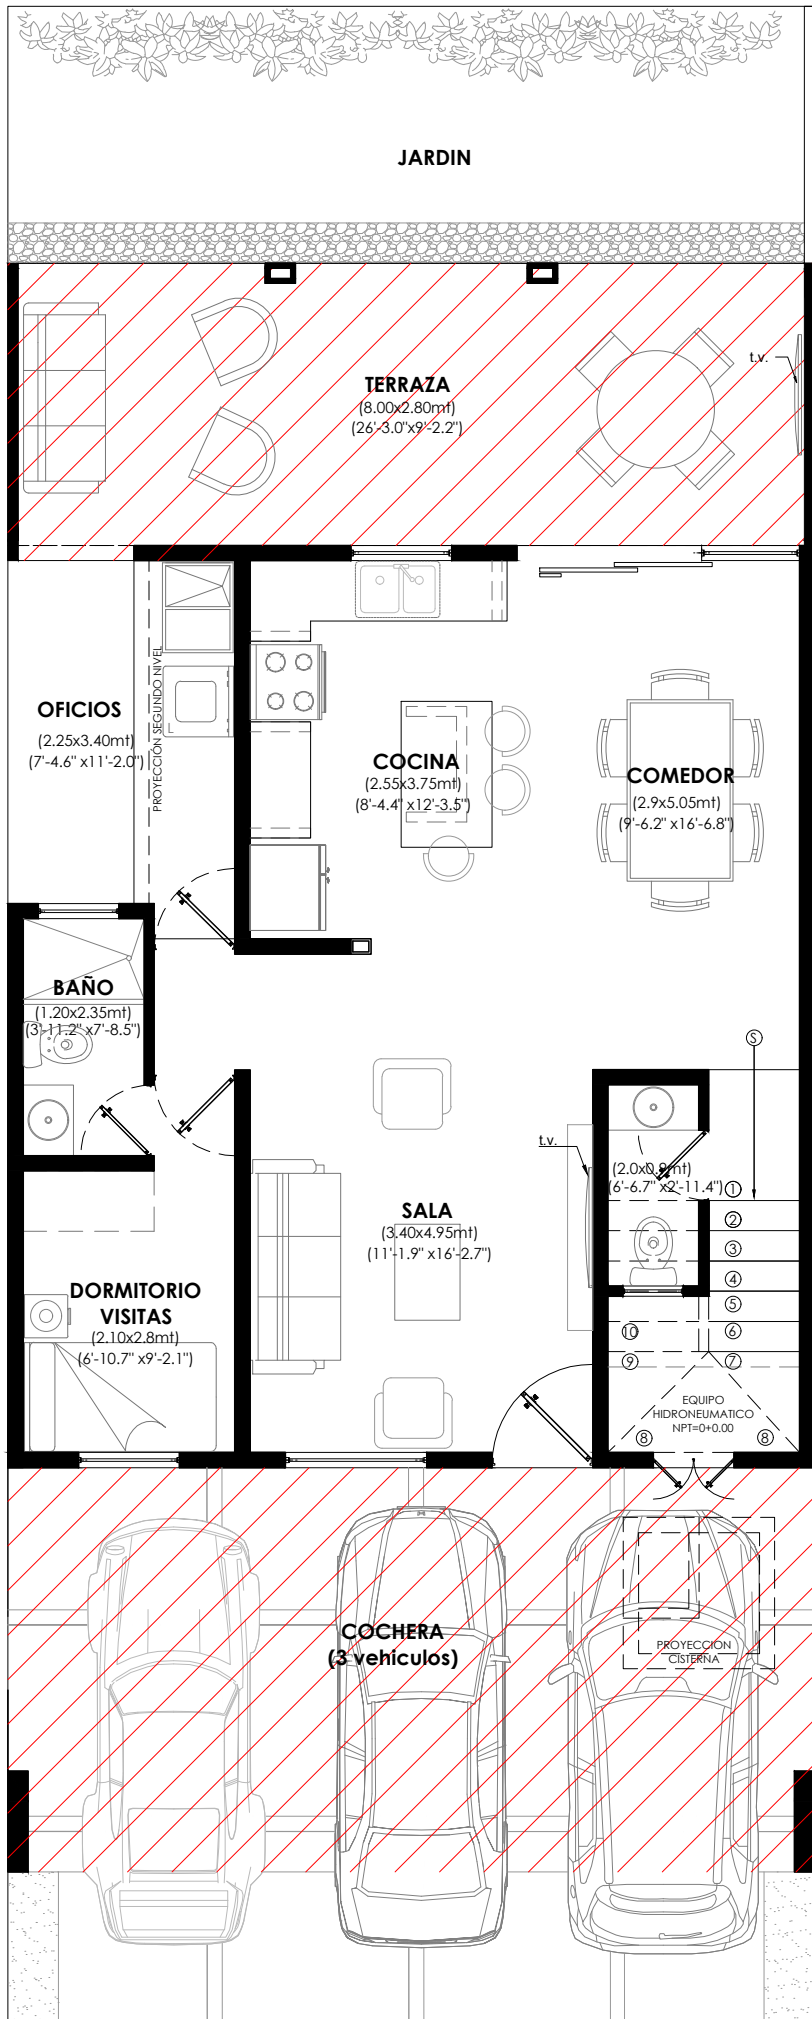 JARDIN
TERRAZA
(8.00x2.80mt)
(26'-3.0"x9'-2.2")
t.v.
OFICIOS
(2.25x3.40mt)
(7'-4.6" x11'-2.0")
PROYECCIÓN SEGUNDO NIVEL
COCINA
(2.55x3.75mt)
(8'-4.4" x12'-3.5")
COMEDOR
(2.9x5.05mt)
(9'-6.2" x16'-6.8")
BAÑO
(1.20x2.35mt)
(3'-11.2" x7'-8.5")
S
t.v.
(2.0x0.9mt)
(6'-6.7" x2'-11.4")
1
2
3
4
5
6
7
8
8
9
10
SALA
(3.40x4.95mt)
(11'-1.9" x16'-2.7")
DORMITORIO
VISITAS
(2.10x2.8mt)
(6'-10.7" x9'-2.1")
EQUIPO
HIDRONEUMATICO
NPT=0+0.00
COCHERA
(3 vehiculos)
PROYECCION
CISTERNA